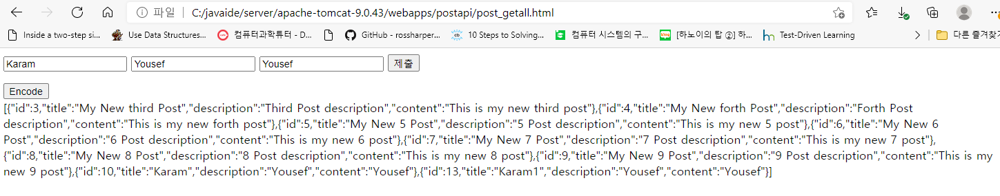 파일 C:/javaide/server/apache-tomcat-9.0.43/webapps/postapi/post_getall.html
Inside a two-step si... Use Data Structures... 컴퓨터과학튜터 - D... GitHub - rossharper... 10 Steps to Solving... 컴퓨터 시스템의 구... [하노이의 탑 ②] 하... Test-Driven Learning 다른 즐겨찾기
Karam Yousef Yousef 제출
Encode
[{"id":3,"title":"My New third Post","description":"Third Post description","content":"This is my new third post"},{"id":4,"title":"My New forth Post","description":"Forth Post
description","content":"This is my new forth post"},{"id":5,"title":"My New 5 Post","description":"5 Post description","content":"This is my new 5 post"},{"id":6,"title":"My New 6
Post","description":"6 Post description","content":"This is my new 6 post"},{"id":7,"title":"My New 7 Post","description":"7 Post description","content":"This is my new 7 post"},
{"id":8,"title":"My New 8 Post","description":"8 Post description","content":"This is my new 8 post"},{"id":9,"title":"My New 9 Post","description":"9 Post description","content":"This is my
new 9 post"},{"id":10,"title":"Karam","description":"Yousef","content":"Yousef"},{"id":13,"title":"Karam1","description":"Yousef","content":"Yousef"}]